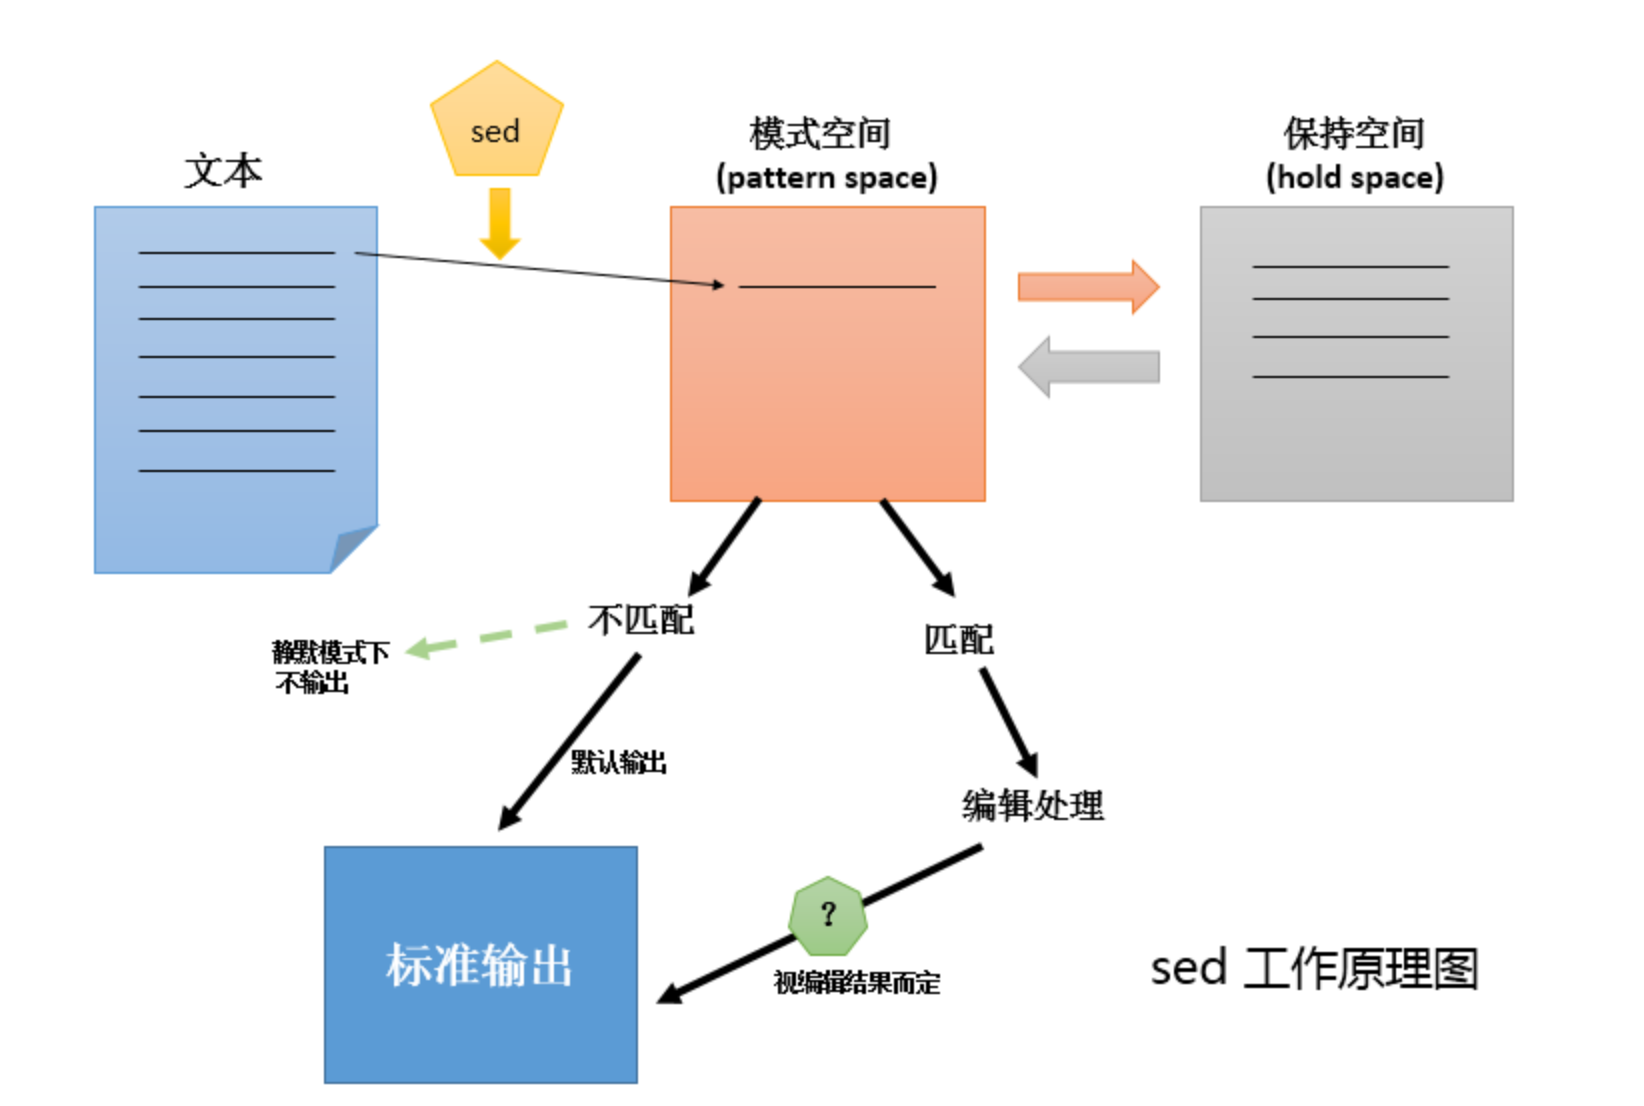 sed
文本
模式空间
(pattern space)
保持空间
(hold space)
不匹配
匹配
静默模式下
不输出
默认输出
编辑处理
?
视编辑结果而定
标准输出
sed 工作原理图